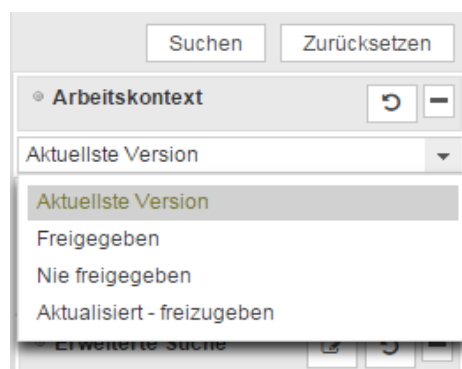 Suchen Zurücksetzen
Arbeitskontext
Aktuellste Version
Aktuellste Version
Freigegeben
Nie freigegeben
Aktualisiert - freizugeben
Erweiterte Suche